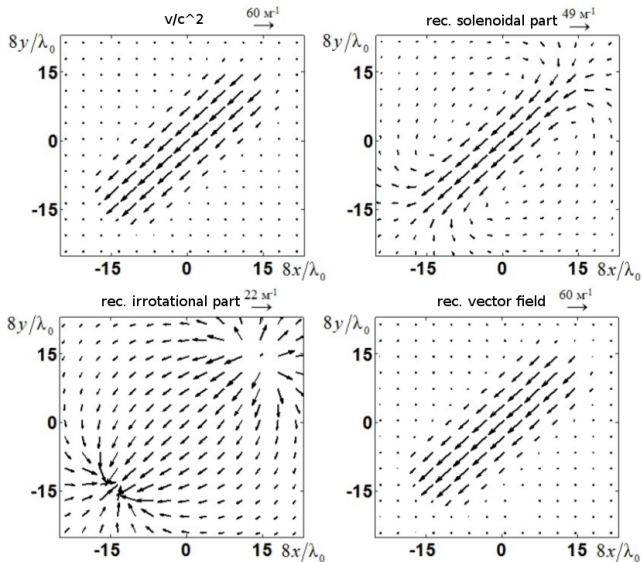 v/c^2
60 м⁻¹
8y/λ₀
15
0
-15
-15
0
15
8x/λ₀
rec. solenoidal part
49 м⁻¹
8y/λ₀
15
0
-15
-15
0
15
8x/λ₀
rec. irrotational part
22 м⁻¹
8y/λ₀
15
0
-15
-15
0
15
8x/λ₀
rec. vector field
60 м⁻¹
8y/λ₀
15
0
-15
-15
0
15
8x/λ₀